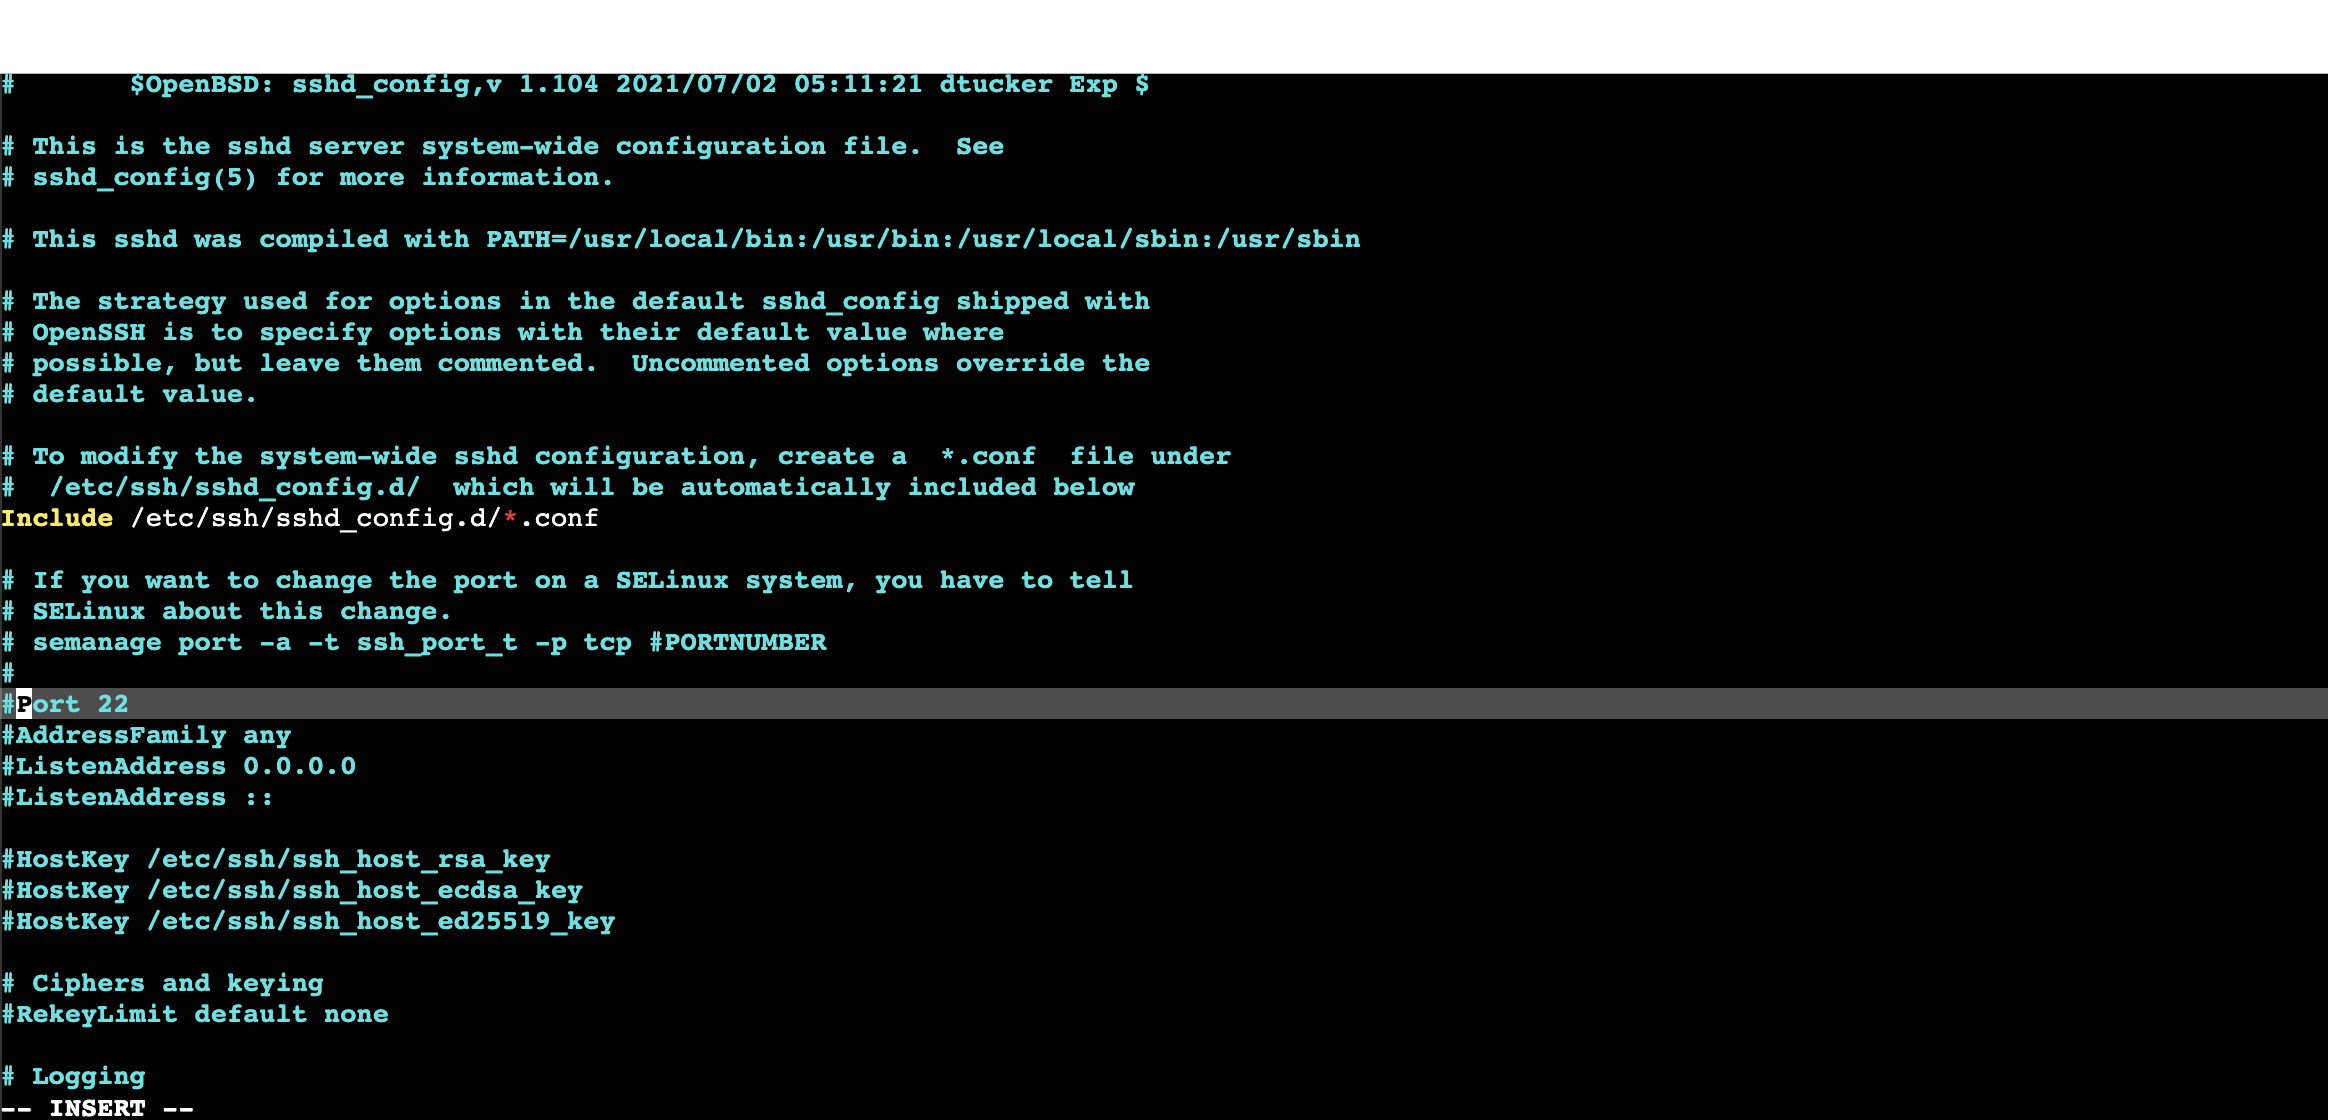 #       $OpenBSD: sshd_config,v 1.104 2021/07/02 05:11:21 dtucker Exp $
# This is the sshd server system-wide configuration file.  See
# sshd_config(5) for more information.
# This sshd was compiled with PATH=/usr/local/bin:/usr/bin:/usr/local/sbin:/usr/sbin
# The strategy used for options in the default sshd_config shipped with
# OpenSSH is to specify options with their default value where
# possible, but leave them commented.  Uncommented options override the
# default value.
# To modify the system-wide sshd configuration, create a  *.conf  file under
#  /etc/ssh/sshd_config.d/  which will be automatically included below
Include /etc/ssh/sshd_config.d/*.conf
# If you want to change the port on a SELinux system, you have to tell
# SELinux about this change.
# semanage port -a -t ssh_port_t -p tcp #PORTNUMBER
#
#Port 22
#AddressFamily any
#ListenAddress 0.0.0.0
#ListenAddress ::
#HostKey /etc/ssh/ssh_host_rsa_key
#HostKey /etc/ssh/ssh_host_ecdsa_key
#HostKey /etc/ssh/ssh_host_ed25519_key
# Ciphers and keying
#RekeyLimit default none
# Logging
-- INSERT --